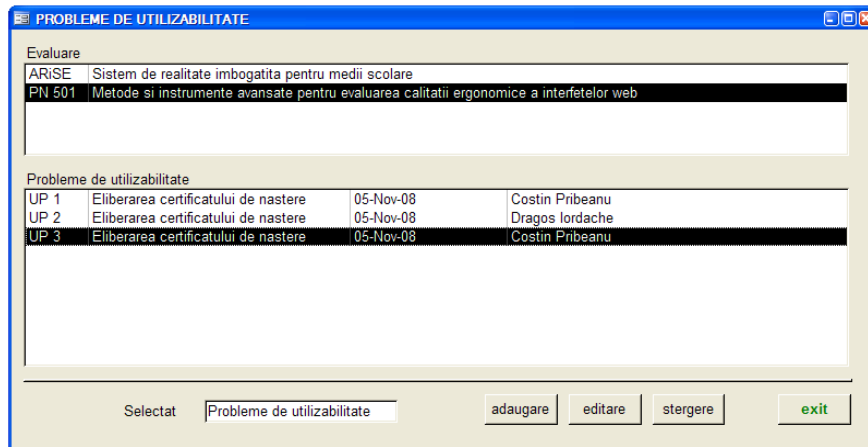 PROBLEME DE UTILIZABILITATE
Evaluare
ARiSE Sistem de realitate imbogatita pentru medii scolare
PN 501 Metode si instrumente avansate pentru evaluarea calitatii ergonomice a interfetelor web
Probleme de utilizabilitate
UP 1 Eliberarea certificatului de nastere 05-Nov-08 Costin Pribeanu
UP 2 Eliberarea certificatului de nastere 05-Nov-08 Dragos Iordache
UP 3 Eliberarea certificatului de nastere 05-Nov-08 Costin Pribeanu
Selectat Probleme de utilizabilitate adaugare editare stergere exit